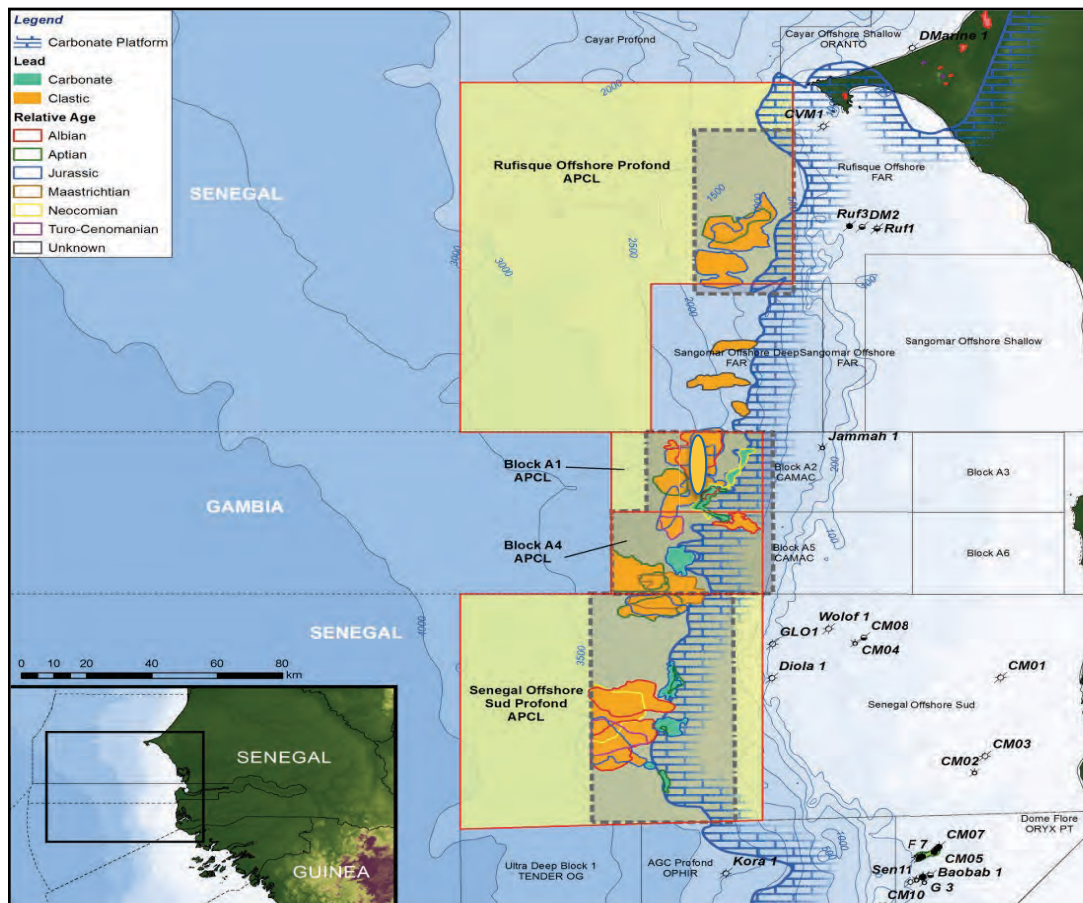 Legend
Carbonate Platform
Lead
Carbonate
Clastic
Relative Age
Albian
Aptian
Jurassic
Maastrichtian
Neocomian
Turo-Cenomanian
Unknown
Cayar Profond
Cayar Offshore Shallow
ORANTO
DMarine 1
2000
CVM1
Rufisque Offshore Profond
APCL
Rufisque Offshore
FAR
SENEGAL
1500
Ruf3
DM2
Ruf1
3000
3000
2500
2000
100
Sangomar Offshore Deep
FAR
Sangomar Offshore
FAR
Sangomar Offshore Shallow
Jammah 1
200
Block A1
APCL
Block A2
CAMAC
Block A3
GAMBIA
100
Block A4
APCL
Block A5
CAMAC
Block A6
SENEGAL
4000
3500
Wolof 1
GLO1
CM08
CM04
Diola 1
CM01
0 10 20 40 60 80
km
Senegal Offshore
Sud Profond
APCL
Senegal Offshore Sud
CM03
CM02
SENEGAL
GUINEA
Dome Flore
ORYX PT
1000
500
Ultra Deep Block 1
TENDER OG
AGC Profond
OPHIR
Kora 1
F 7
CM07
Sen11
CM05
Baobab 1
G 3
CM10